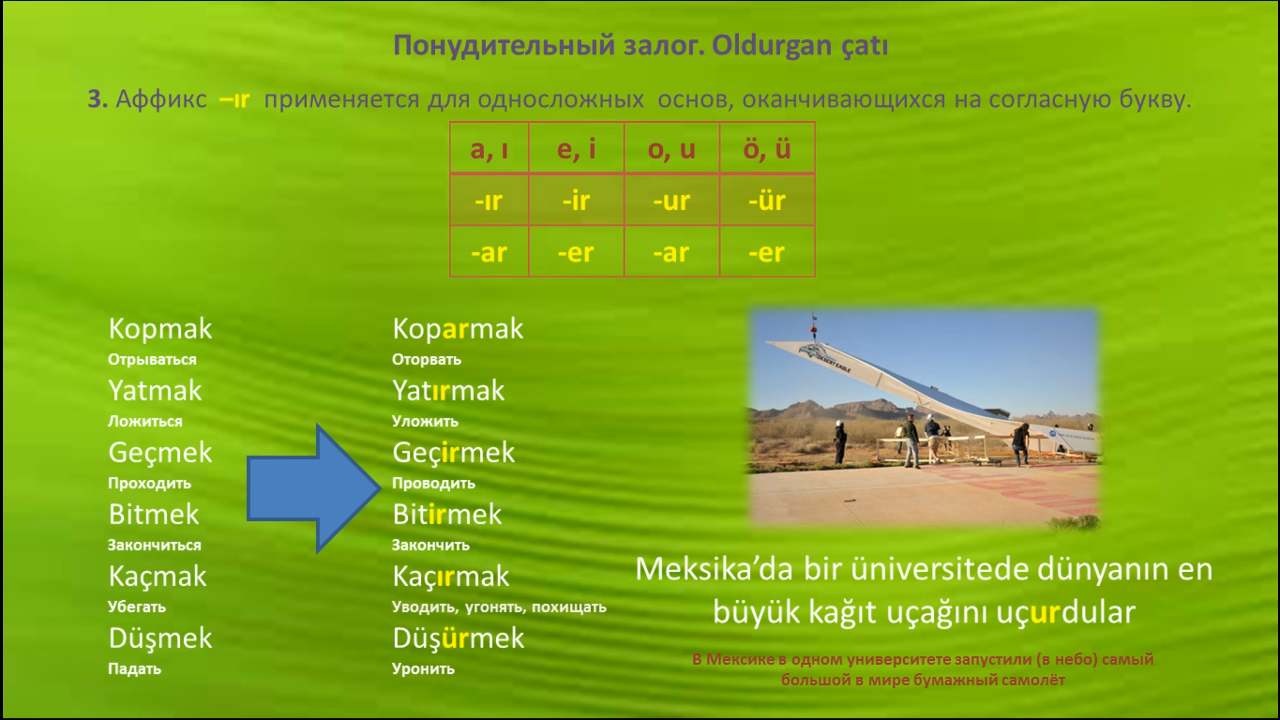 Понудительный залог. Oldurgan çatı
3. Аффикс –ır применяется для односложных основ, оканчивающихся на согласную букву.
a, ı e, i o, u ö, ü
-ır -ir -ur -ür
-ar -er -ar -er
Kopmak
Отрываться
Yatmak
Ложиться
Geçmek
Проходить
Bitmek
Закончиться
Kaçmak
Убегать
Düşmek
Падать
Koparmak
Оторвать
Yatırmak
Уложить
Geçirmek
Проводить
Bitirmek
Закончить
Kaçırmak
Уводить, угонять, похищать
Düşürmek
Уронить
DESERT EAGLE
Meksika’da bir üniversitede dünyanın en
büyük kağıt uçağını uçurdular
В Мексике в одном университете запустили (в небо) самый
большой в мире бумажный самолёт